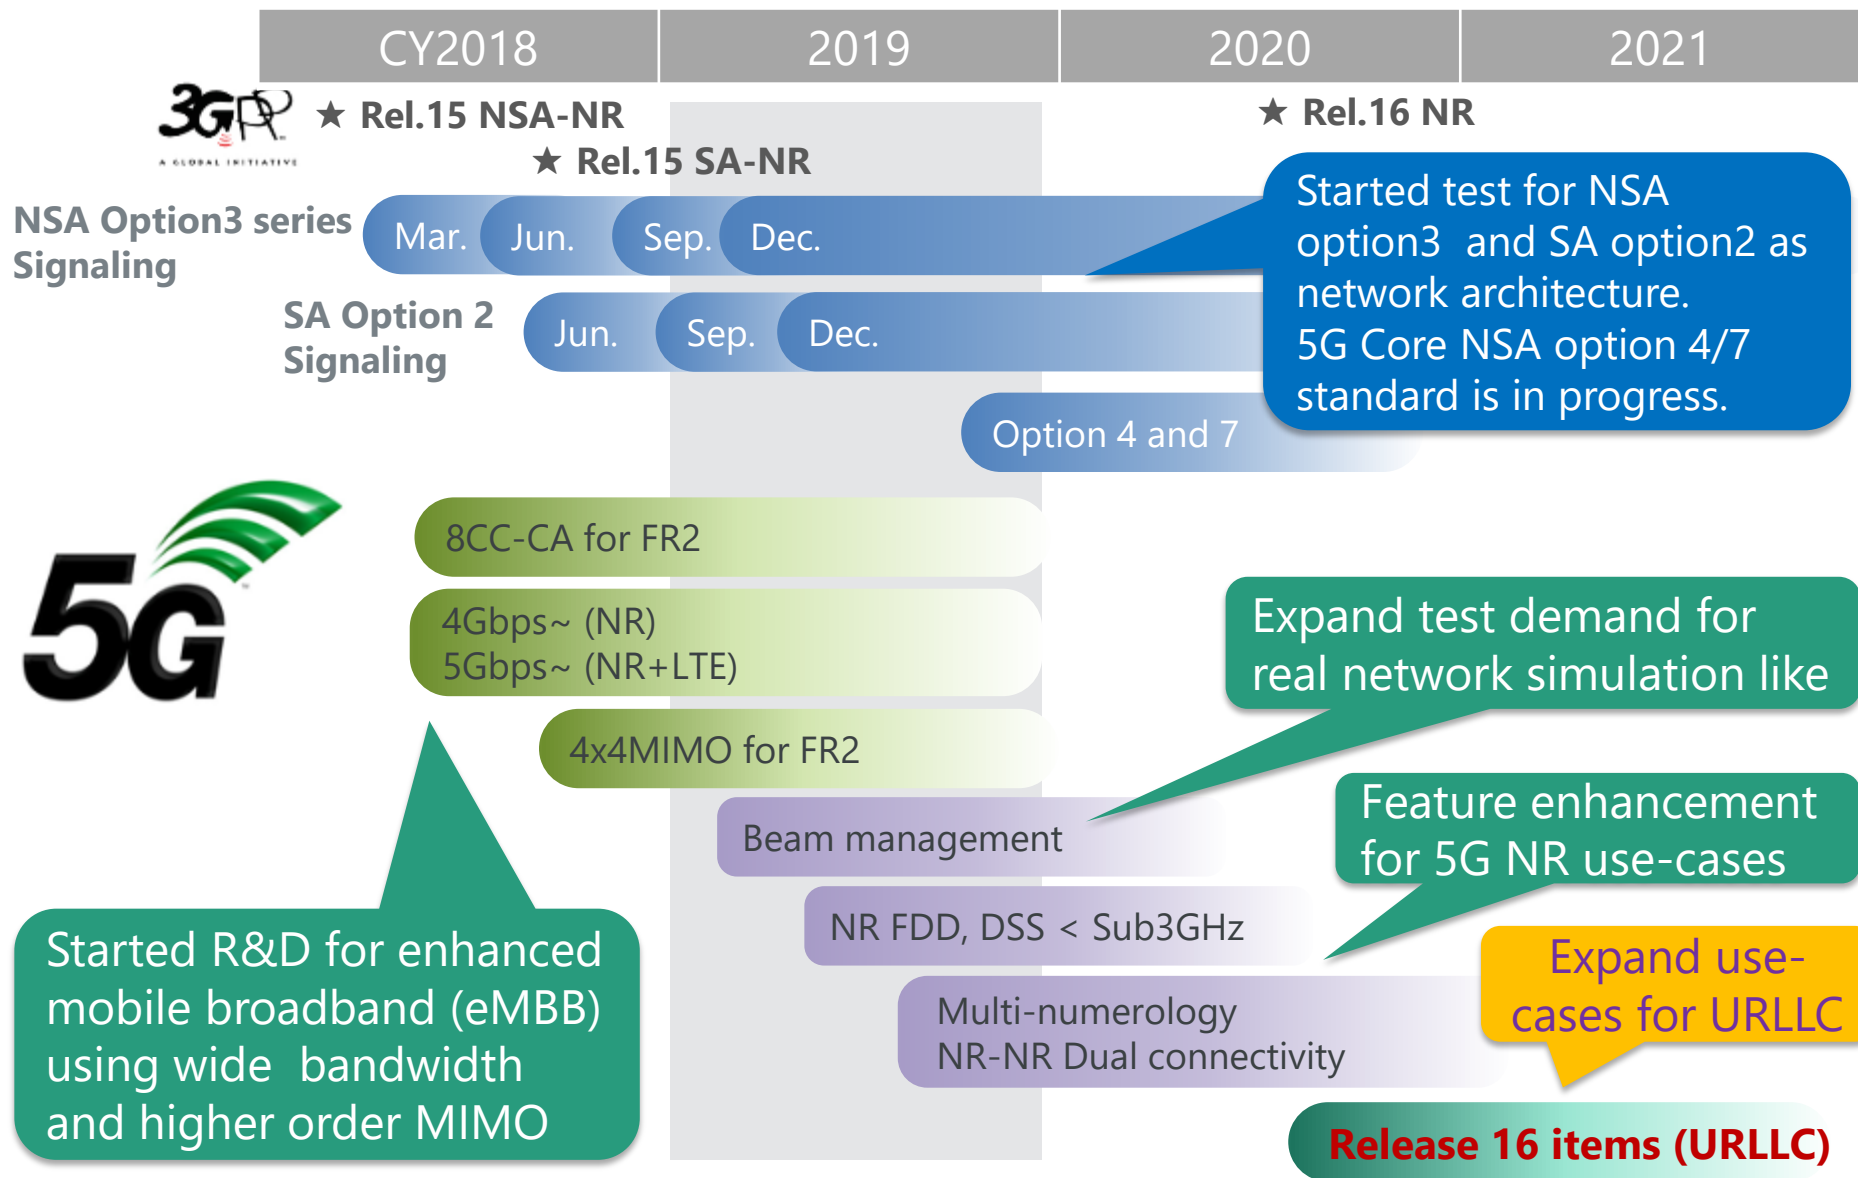 CY2018 2019 2020 2021
3GPP
A GLOBAL INITIATIVE
★ Rel.15 NSA-NR
★ Rel.16 NR
★ Rel.15 SA-NR
NSA Option3 series
Signaling
Mar. Jun. Sep. Dec.
SA Option 2
Signaling
Jun. Sep. Dec.
Option 4 and 7
Started test for NSA
option3 and SA option2 as
network architecture.
5G Core NSA option 4/7
standard is in progress.
5G
8CC-CA for FR2
4Gbps~ (NR)
5Gbps~ (NR+LTE)
4x4MIMO for FR2
Expand test demand for
real network simulation like
Beam management
Feature enhancement
for 5G NR use-cases
NR FDD, DSS < Sub3GHz
Multi-numerology
NR-NR Dual connectivity
Started R&D for enhanced
mobile broadband (eMBB)
using wide bandwidth
and higher order MIMO
Expand use-
cases for URLLC
Release 16 items (URLLC)